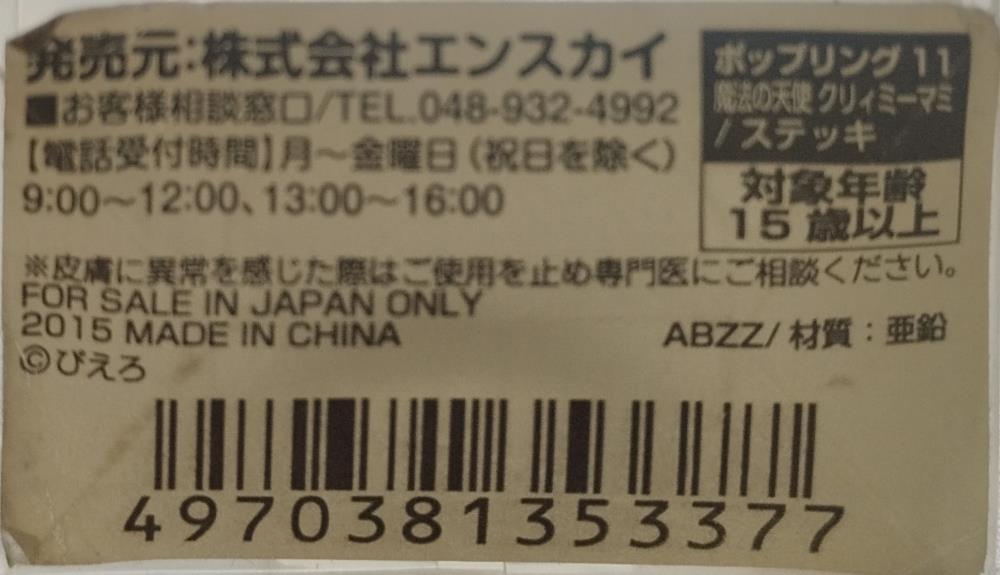 発売元:株式会社エンスカイ
■お客様相談窓口/TEL.048-932-4992
【電話受付時間】月〜金曜日(祝日を除く)
9:00〜12:00、13:00〜16:00
ポップリング 11
魔法の天使 クリィミーマミ
/ステッキ
対象年齢
15 歳以上
※皮膚に異常を感じた際はご使用を止め専門医にご相談ください。
FOR SALE IN JAPAN ONLY
2015 MADE IN CHINA
ABZZ/材質:亜鉛
©ぴえろ
4970381353377